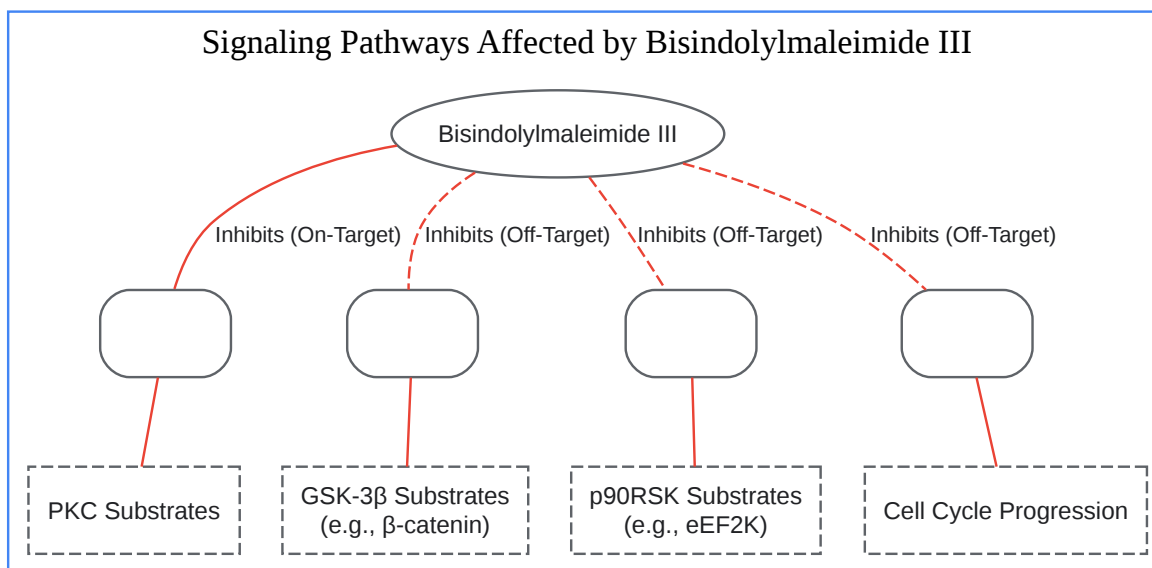 Signaling Pathways Affected by Bisindolylmaleimide III
Bisindolylmaleimide III
Inhibits (On-Target)
Inhibits (Off-Target)
Inhibits (Off-Target)
Inhibits (Off-Target)
PKC Substrates
GSK-3β Substrates
(e.g., β-catenin)
p90RSK Substrates
(e.g., eEF2K)
Cell Cycle Progression